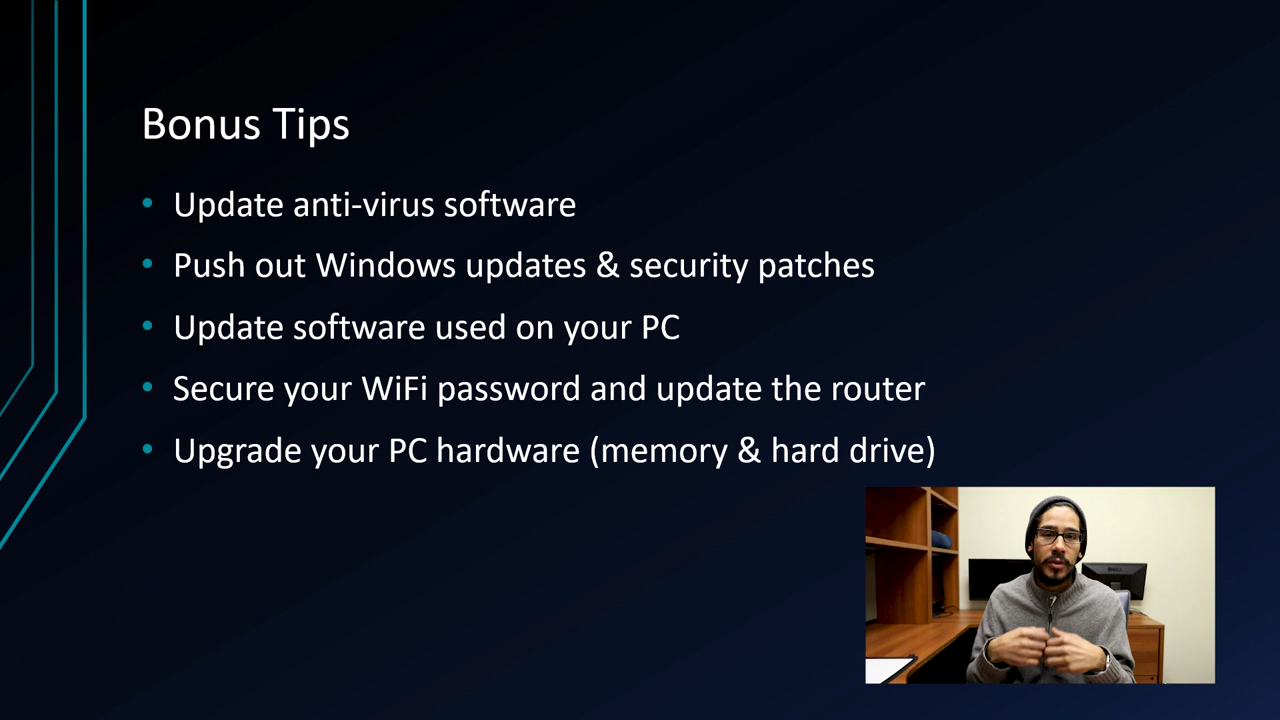 Bonus Tips
• Update anti-virus software
• Push out Windows updates & security patches
• Update software used on your PC
• Secure your WiFi password and update the router
• Upgrade your PC hardware (memory & hard drive)
DELL